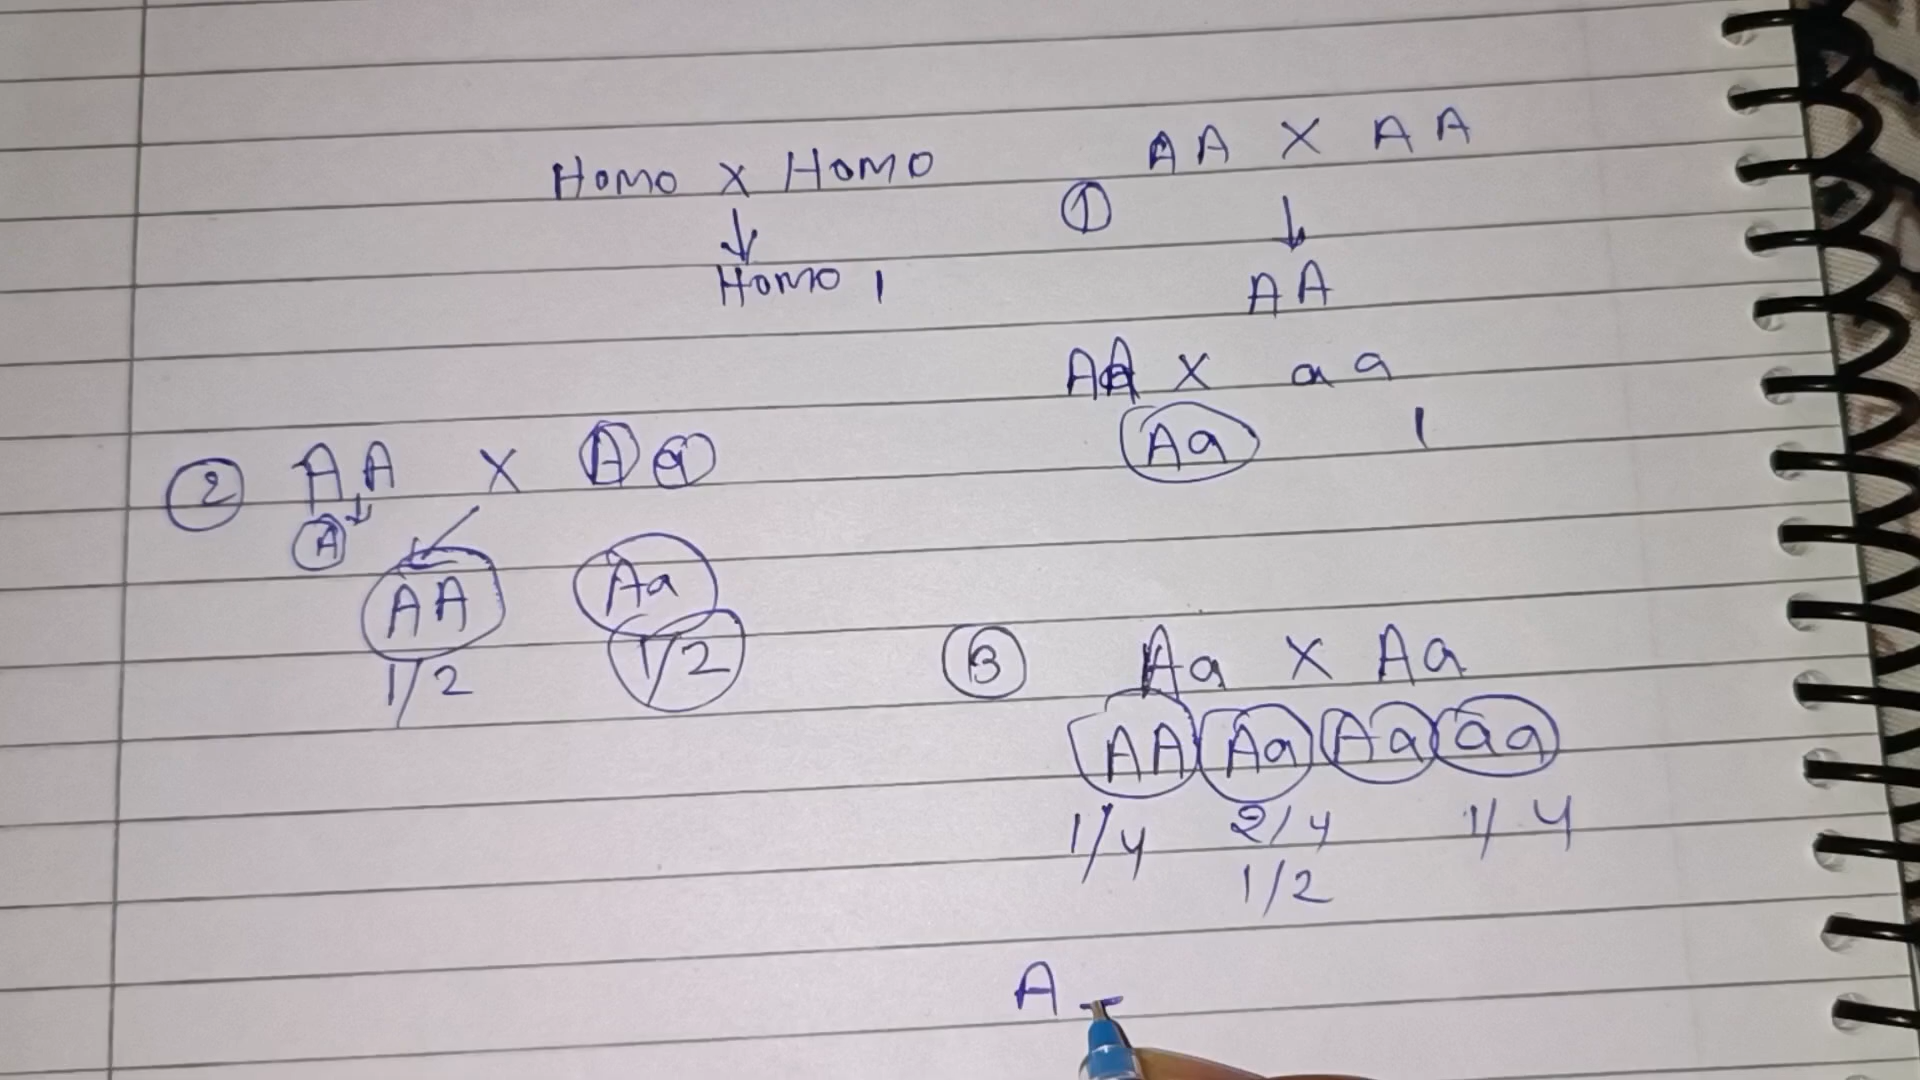 Homo X Homo
↓
Homo 1
AA X AA
① ↓
AA
AA X aa
Aa 1
② AA X Aa
↓
A
AA Aa
1/2 1/2
③ Aa X Aa
AA Aa Aa aa
1/4 2/4 1/4
1/2
A –